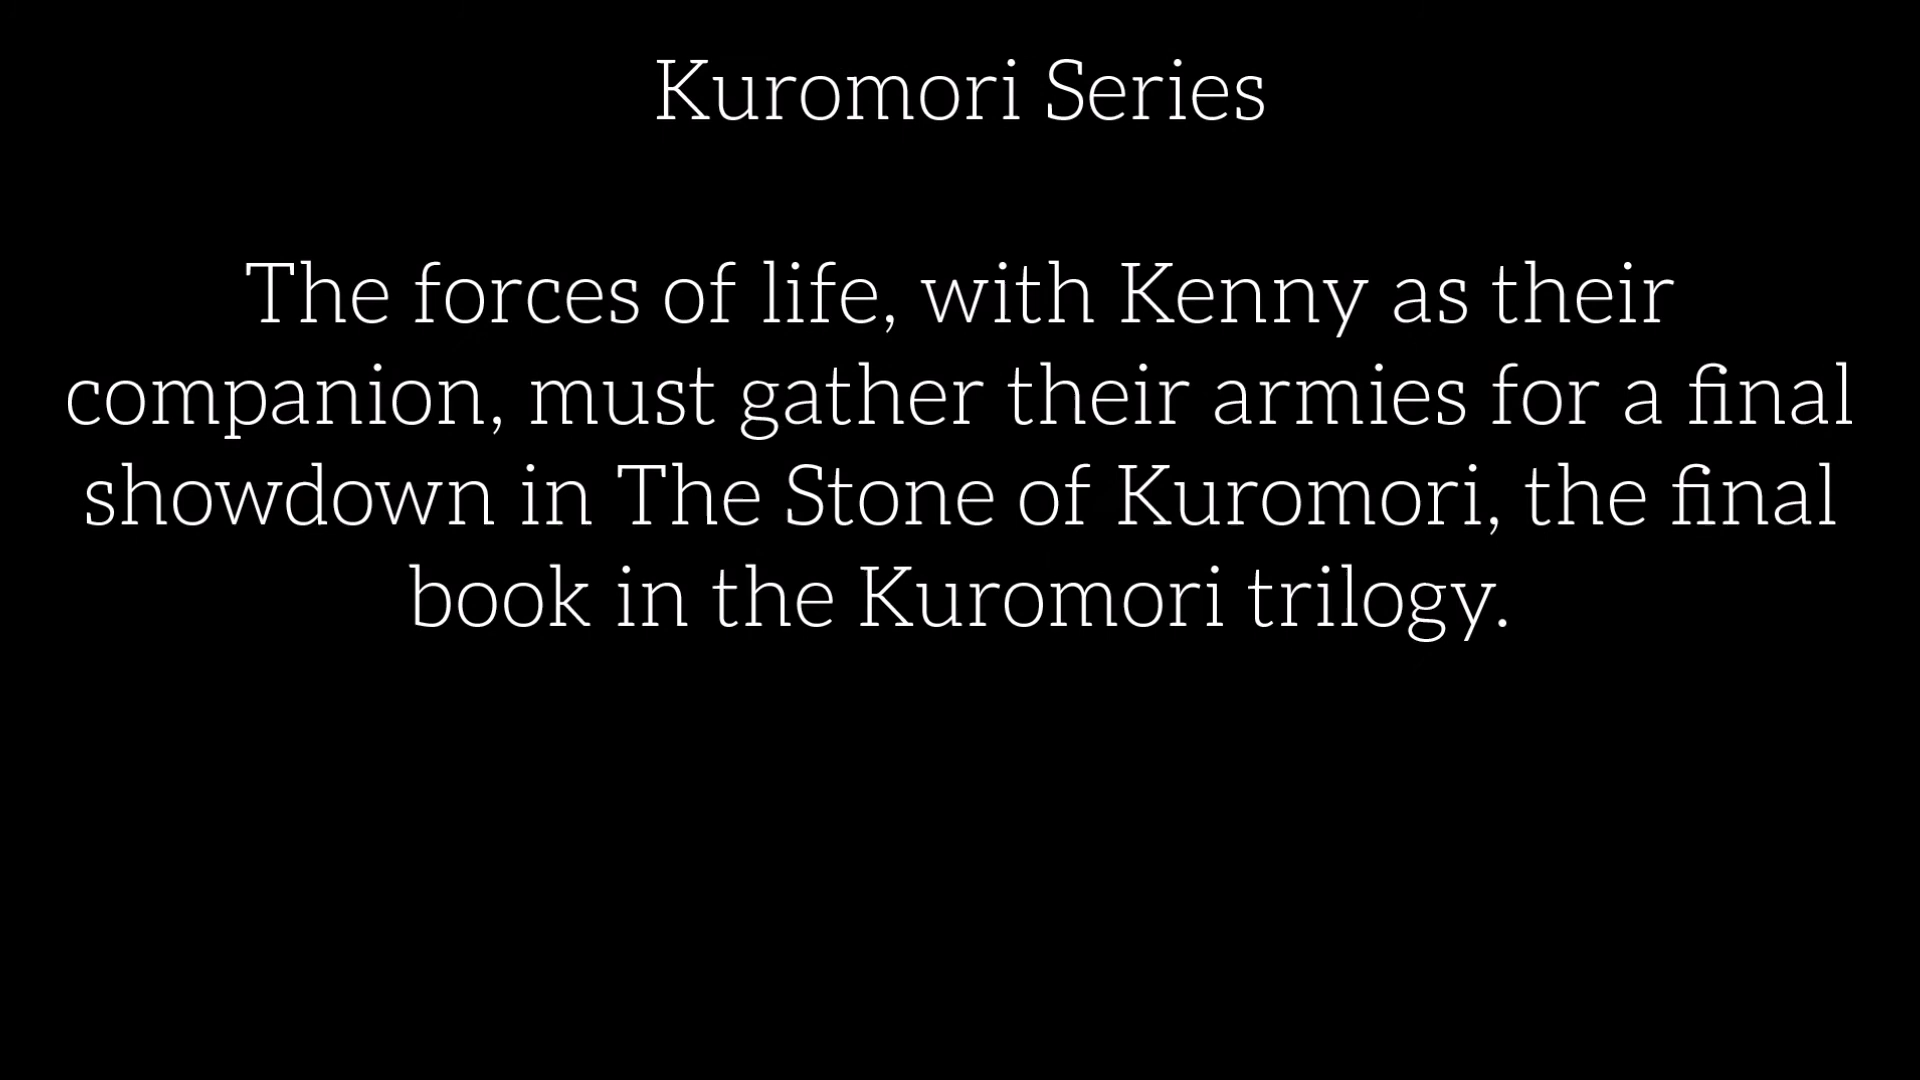 Kuromori Series
The forces of life, with Kenny as their
companion, must gather their armies for a final
showdown in The Stone of Kuromori, the final
book in the Kuromori trilogy.